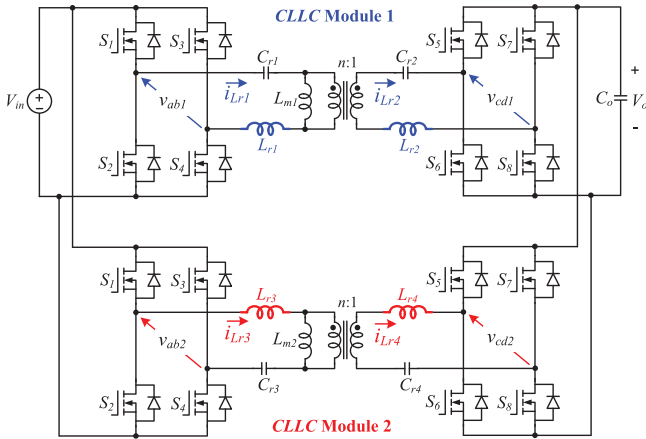 CLLC Module 1
S1
S3
Cr1
n:1
Cr2
S5
S7
Vin
vab1
iLr1
Lm1
iLr2
vcd1
Co
+
Vo
-
S2
S4
Lr1
Lr2
S6
S8
S1
S3
Lr3
n:1
Lr4
S5
S7
vab2
iLr3
Lm2
iLr4
vcd2
S2
S4
Cr3
Cr4
S6
S8
CLLC Module 2